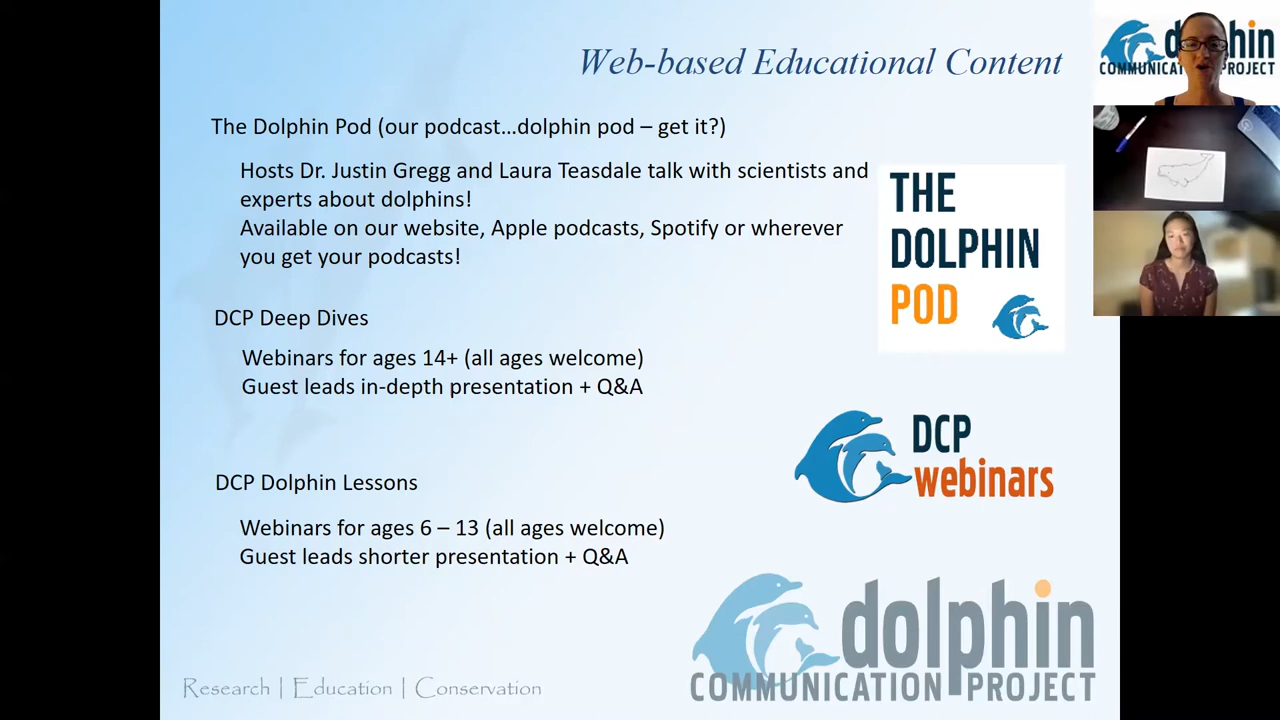 Web-based Educational Content
The Dolphin Pod (our podcast...dolphin pod – get it?)
Hosts Dr. Justin Gregg and Laura Teasdale talk with scientists and
experts about dolphins!
Available on our website, Apple podcasts, Spotify or wherever
you get your podcasts!
THE
DOLPHIN
POD
DCP Deep Dives
Webinars for ages 14+ (all ages welcome)
Guest leads in-depth presentation + Q&A
DCP
webinars
DCP Dolphin Lessons
Webinars for ages 6 – 13 (all ages welcome)
Guest leads shorter presentation + Q&A
dolphin
COMMUNICATION PROJECT
Research | Education | Conservation